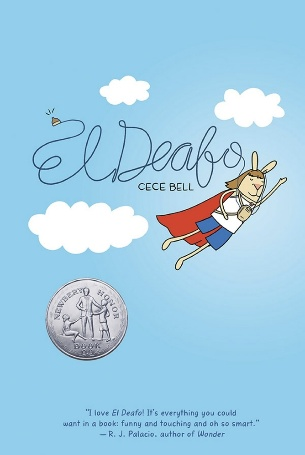 El Deafo
CECE BELL
NEWBERY HONOR
BOOK
"I love El Deafo! It's everything you could
want in a book: funny and touching and oh so smart."
— R. J. Palacio, author of Wonder